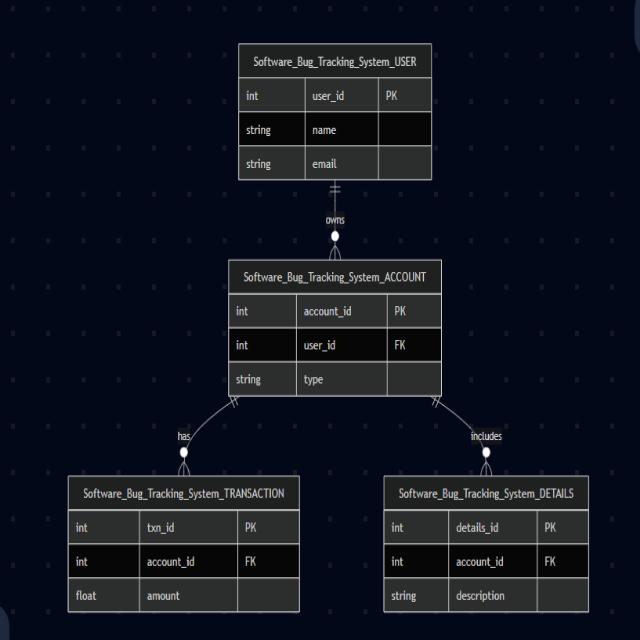 Software_Bug_Tracking_System_USER
int user_id PK
string name
string email
owns
Software_Bug_Tracking_System_ACCOUNT
int account_id PK
int user_id FK
string type
has includes
Software_Bug_Tracking_System_TRANSACTION Software_Bug_Tracking_System_DETAILS
int txn_id PK int details_id PK
int account_id FK int account_id FK
float amount string description